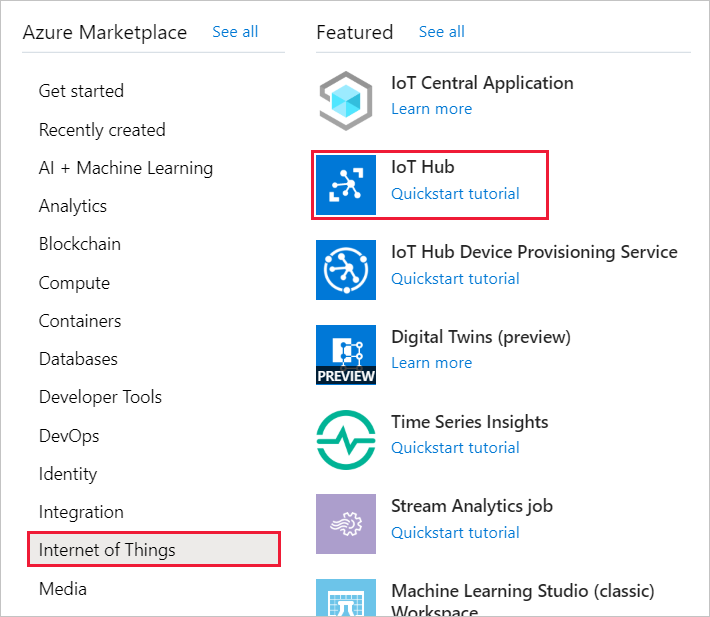 Azure Marketplace See all
Get started
Recently created
AI + Machine Learning
Analytics
Blockchain
Compute
Containers
Databases
Developer Tools
DevOps
Identity
Integration
Internet of Things
Media
Featured See all
IoT Central Application
Learn more
IoT Hub
Quickstart tutorial
IoT Hub Device Provisioning Service
Quickstart tutorial
Digital Twins (preview)
PREVIEW
Learn more
Time Series Insights
Quickstart tutorial
Stream Analytics job
Quickstart tutorial
Machine Learning Studio (classic)
Workspace